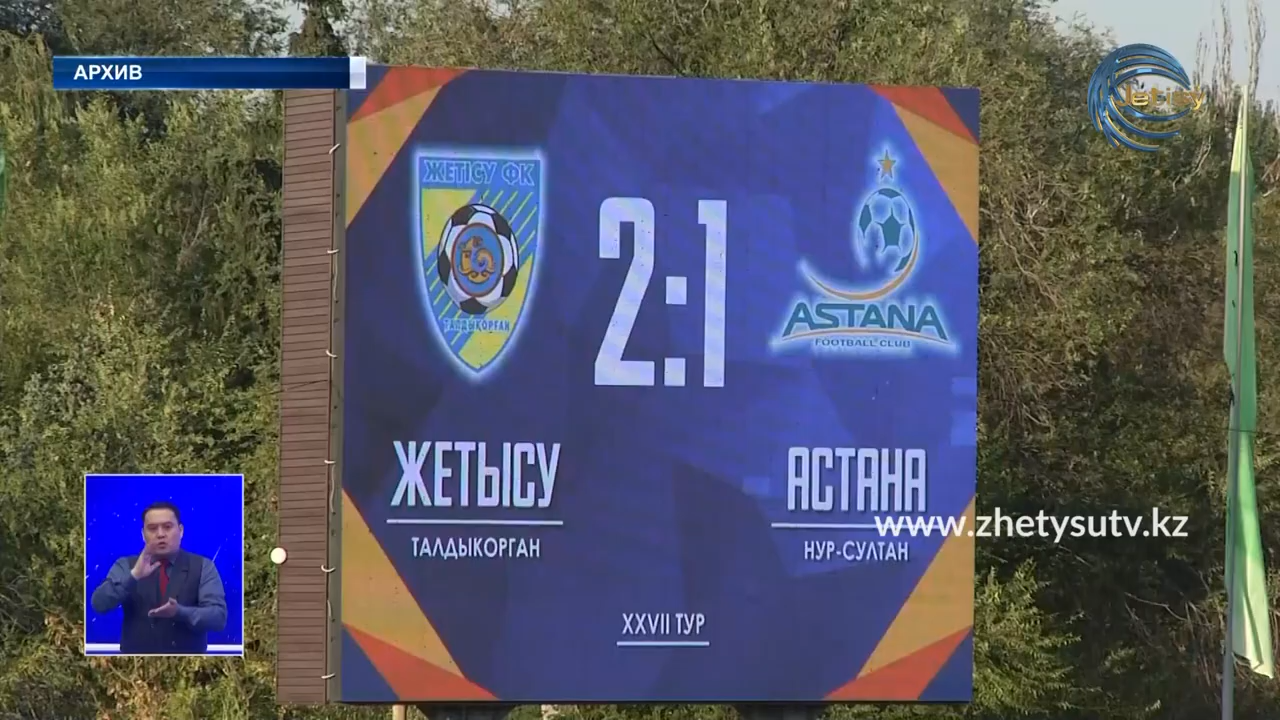 АРХИВ
Jetisý
ЖЕТІСУ ФК
ТАЛДЫҚОРҒАН
2:1
ASTANA
FOOTBALL CLUB
ЖЕТЫСУ
ТАЛДЫКОРГАН
АСТАНА
НУР-СУЛТАН
www.zhetysutv.kz
XXVII ТУР